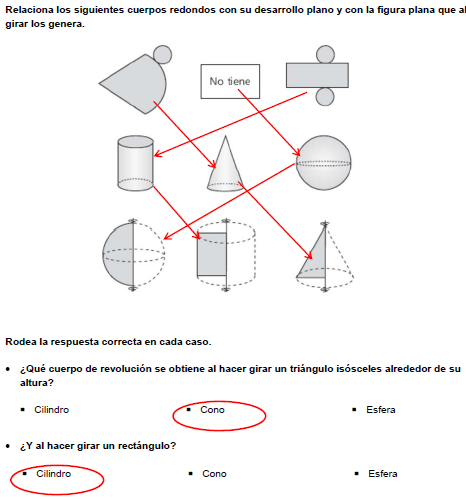 Relaciona los siguientes cuerpos redondos con su desarrollo plano y con la figura plana que al
girar los genera.
No tiene
Rodea la respuesta correcta en cada caso.
• ¿Qué cuerpo de revolución se obtiene al hacer girar un triángulo isósceles alrededor de su
altura?
▪ Cilindro ▪ Cono ▪ Esfera
• ¿Y al hacer girar un rectángulo?
▪ Cilindro ▪ Cono ▪ Esfera